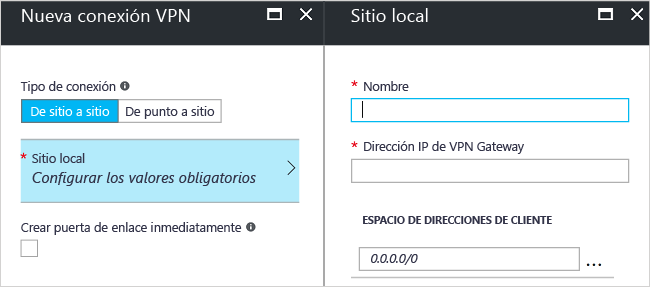 Nueva conexión VPN
Tipo de conexión
De sitio a sitio
De punto a sitio
* Sitio local
Configurar los valores obligatorios
Crear puerta de enlace inmediatamente
Sitio local
* Nombre
* Dirección IP de VPN Gateway
ESPACIO DE DIRECCIONES DE CLIENTE
0.0.0.0/0
...